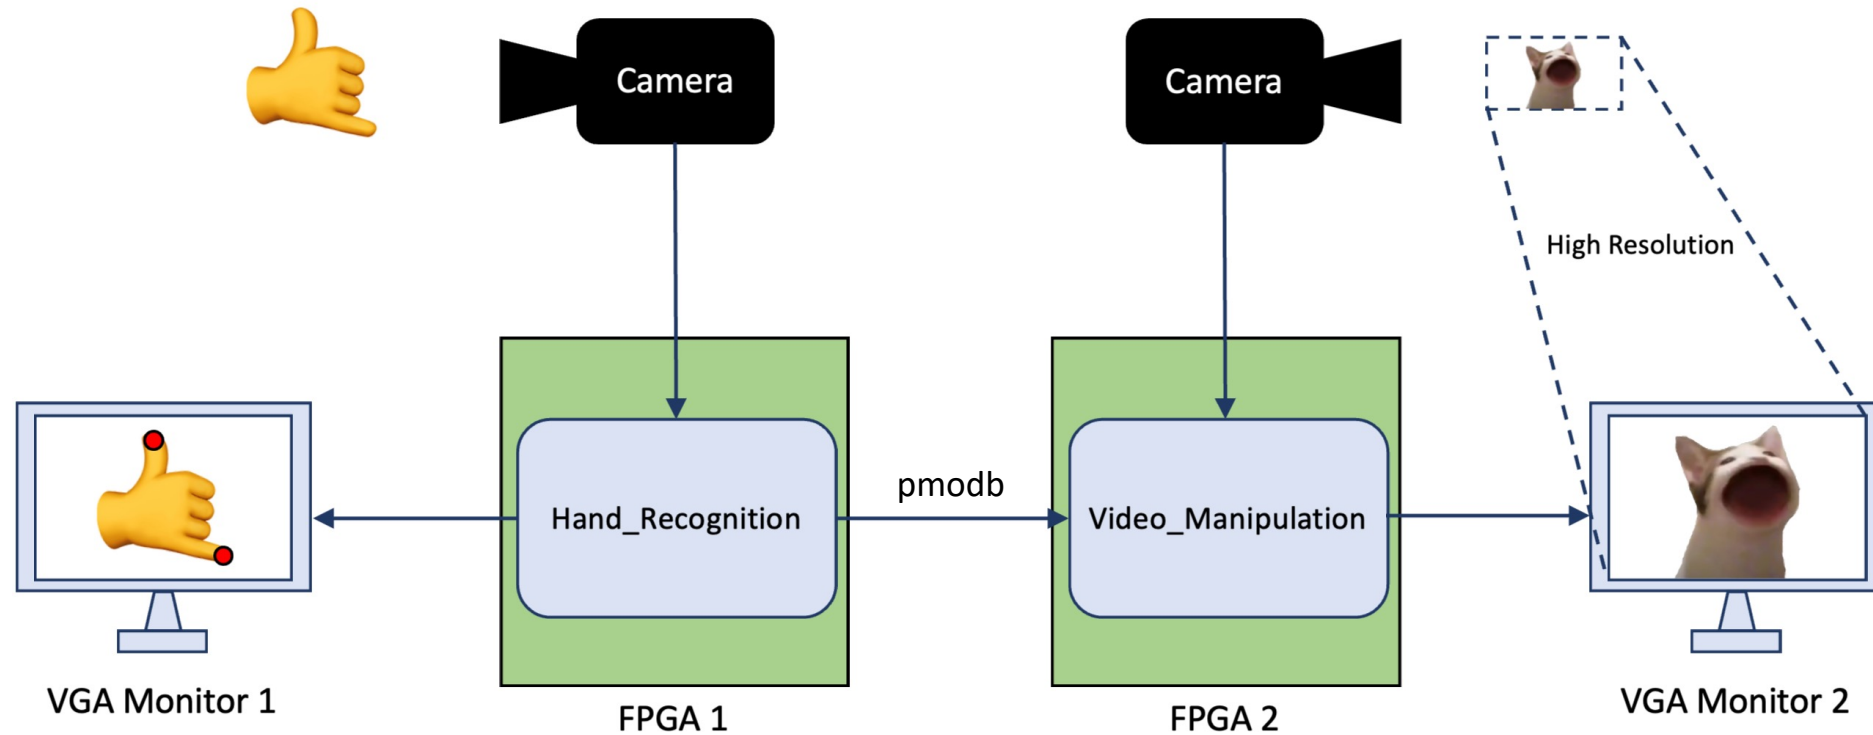 Camera
Camera
High Resolution
pmodb
Hand_Recognition
Video_Manipulation
VGA Monitor 1
FPGA 1
FPGA 2
VGA Monitor 2